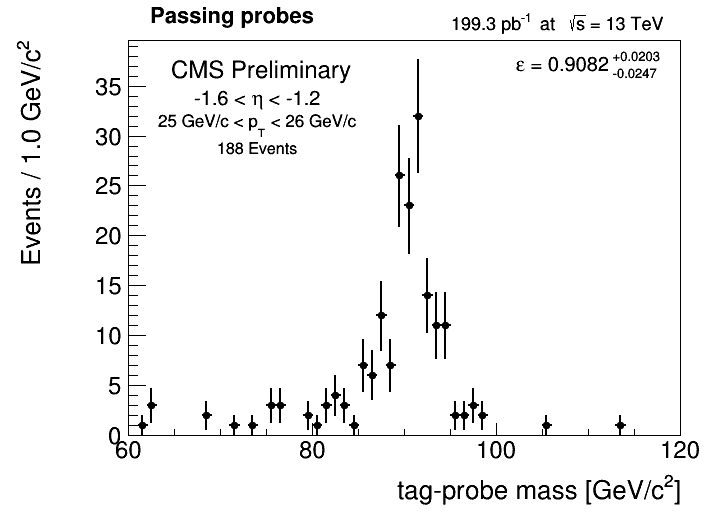 Passing probes
199.3 pb⁻¹ at √s = 13 TeV
CMS Preliminary
ε = 0.9082 +0.0203 -0.0247
-1.6 < η < -1.2
25 GeV/c < p_T < 26 GeV/c
188 Events
Events / 1.0 GeV/c²
35
30
25
20
15
10
5
0
60 80 100 120
tag-probe mass [GeV/c²]